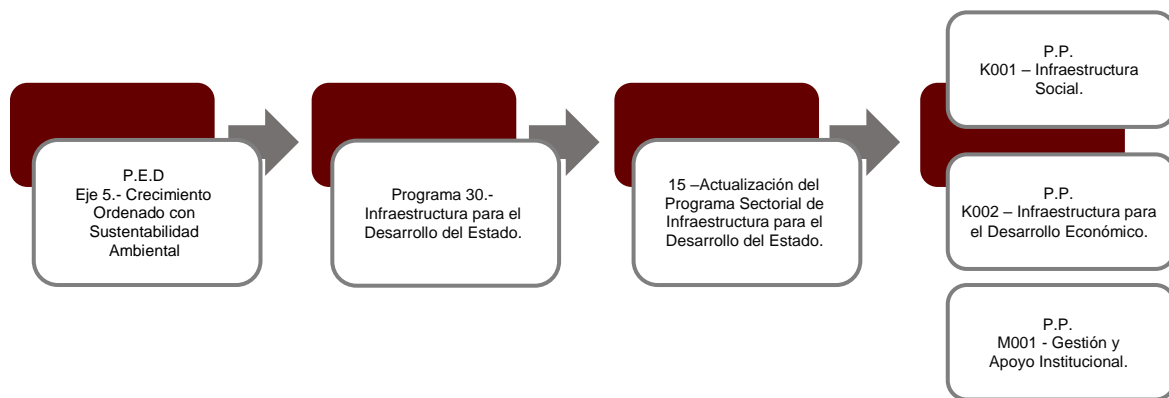 P.E.D
Eje 5.- Crecimiento
Ordenado con
Sustentabilidad
Ambiental
Programa 30.-
Infraestructura para el
Desarrollo del Estado.
15 –Actualización del
Programa Sectorial de
Infraestructura para el
Desarrollo del Estado.
P.P.
K001 – Infraestructura
Social.
P.P.
K002 – Infraestructura para
el Desarrollo Económico.
P.P.
M001 - Gestión y
Apoyo Institucional.